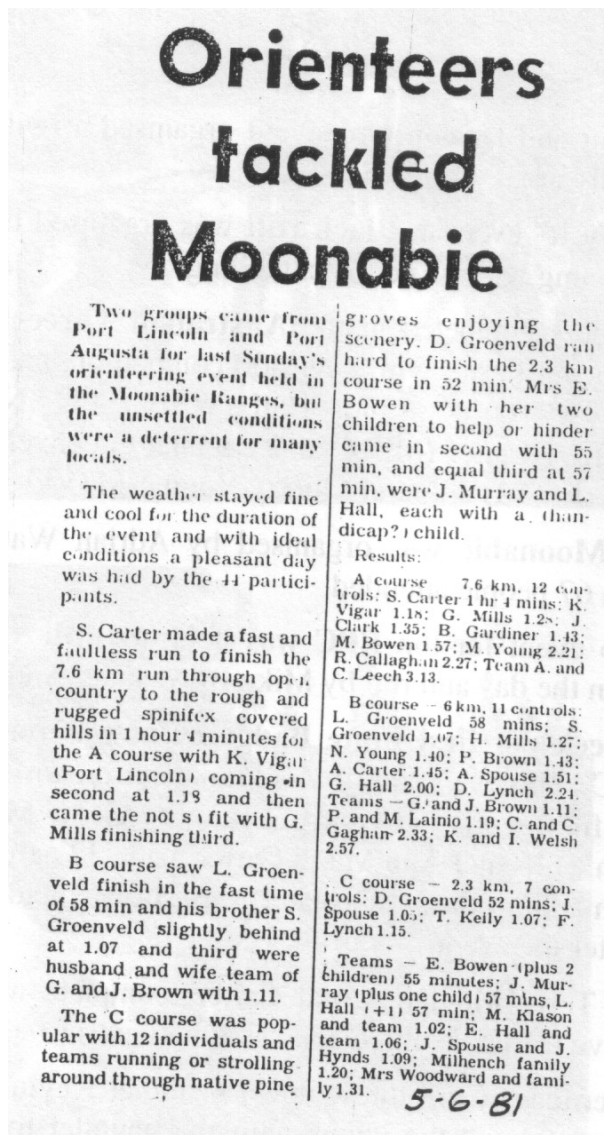 Orienteers
tackled
Moonabie
Two groups came from
Port Lincoln and Port
Augusta for last Sunday's
orienteering event held in
the Moonabie Ranges, but
the unsettled conditions
were a deterrent for many
locals.
The weather stayed fine
and cool for the duration of
the event and with ideal
conditions a pleasant day
was had by the 44 partici-
pants.
S. Carter made a fast and
faultless run to finish the
7.6 km run through open
country to the rough and
rugged spinifex covered
hills in 1 hour 4 minutes for
the A course with K. Vigar
(Port Lincoln) coming in
second at 1.18 and then
came the not so fit with G.
Mills finishing third.
B course saw L. Groen-
veld finish in the fast time
of 58 min and his brother S.
Groenveld slightly behind
at 1.07 and third were
husband and wife team of
G. and J. Brown with 1.11.
The C course was pop-
ular with 12 individuals and
teams running or strolling
around through native pine
groves enjoying the
scenery. D. Groenveld ran
hard to finish the 2.3 km
course in 52 min. Mrs E.
Bowen with her two
children to help or hinder
came in second with 55
min, and equal third at 57
min, were J. Murray and L.
Hall, each with a (han-
dicap?) child.
Results:
A course 7.6 km, 12 con-
trols: S. Carter 1 hr 4 mins; K.
Vigar 1.18; G. Mills 1.28; J.
Clark 1.35; B. Gardiner 1.43;
M. Bowen 1.57; M. Young 2.21;
R. Callaghan 2.27; Team A. and
C. Leech 3.13.
B course - 6 km, 11 controls:
L. Groenveld 58 mins; S.
Groenveld 1.07; H. Mills 1.27;
N. Young 1.40; P. Brown 1.43;
A. Carter 1.45; A. Spouse 1.51;
G. Hall 2.00; D. Lynch 2.24.
Teams - G. and J. Brown 1.11;
P. and M. Lainio 1.19; C. and C
Gaghan 2.33; K. and I. Welsh
2.57.
C course - 2.3 km, 7 con-
trols: D. Groenveld 52 mins; J.
Spouse 1.05; T. Keily 1.07; F.
Lynch 1.15.
Teams - E. Bowen (plus 2
children) 55 minutes; J. Mur-
ray (plus one child) 57 mins, L.
Hall (+1) 57 min; M. Klason
and team 1.02; E. Hall and
team 1.06; J. Spouse and J.
Hynds 1.09; Milhench family
1.20; Mrs Woodward and fami-
ly 1.31.
5-6-81